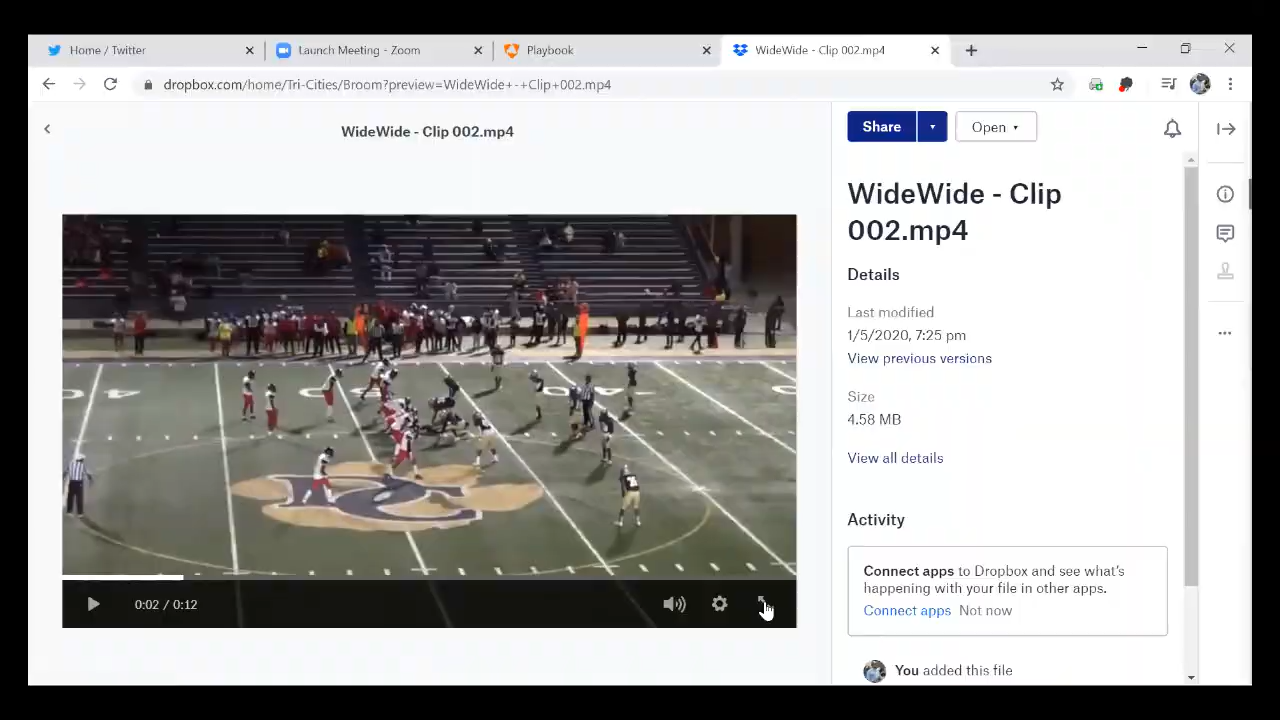 Home / Twitter
Launch Meeting - Zoom
Playbook
WideWide - Clip 002.mp4
dropbox.com/home/Tri-Cities/Broom?preview=WideWide+-+Clip+002.mp4
WideWide - Clip 002.mp4
Share
Open
WideWide - Clip
002.mp4
Details
Last modified
1/5/2020, 7:25 pm
View previous versions
Size
4.58 MB
View all details
Activity
Connect apps to Dropbox and see what's
happening with your file in other apps.
Connect apps Not now
You added this file
DC
0:02 / 0:12